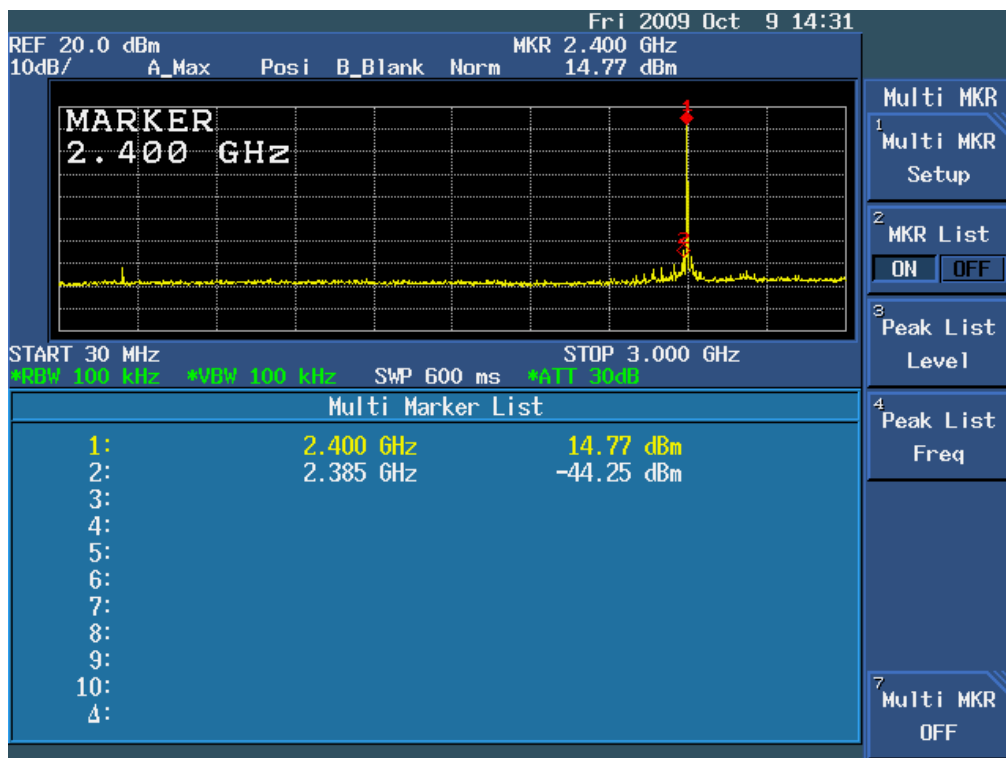 Fri 2009 Oct 9 14:31
REF 20.0 dBm MKR 2.400 GHz
10dB/ A_Max Posi B_Blank Norm 14.77 dBm
MARKER
2.400 GHz
1
2
START 30 MHz STOP 3.000 GHz
*RBW 100 kHz *VBW 100 kHz SWP 600 ms *ATT 30dB
Multi Marker List
1: 2.400 GHz 14.77 dBm
2: 2.385 GHz -44.25 dBm
3:
4:
5:
6:
7:
8:
9:
10:
Δ:
Multi MKR
1 Multi MKR
Setup
2 MKR List
ON OFF
3 Peak List
Level
4 Peak List
Freq
7 Multi MKR
OFF